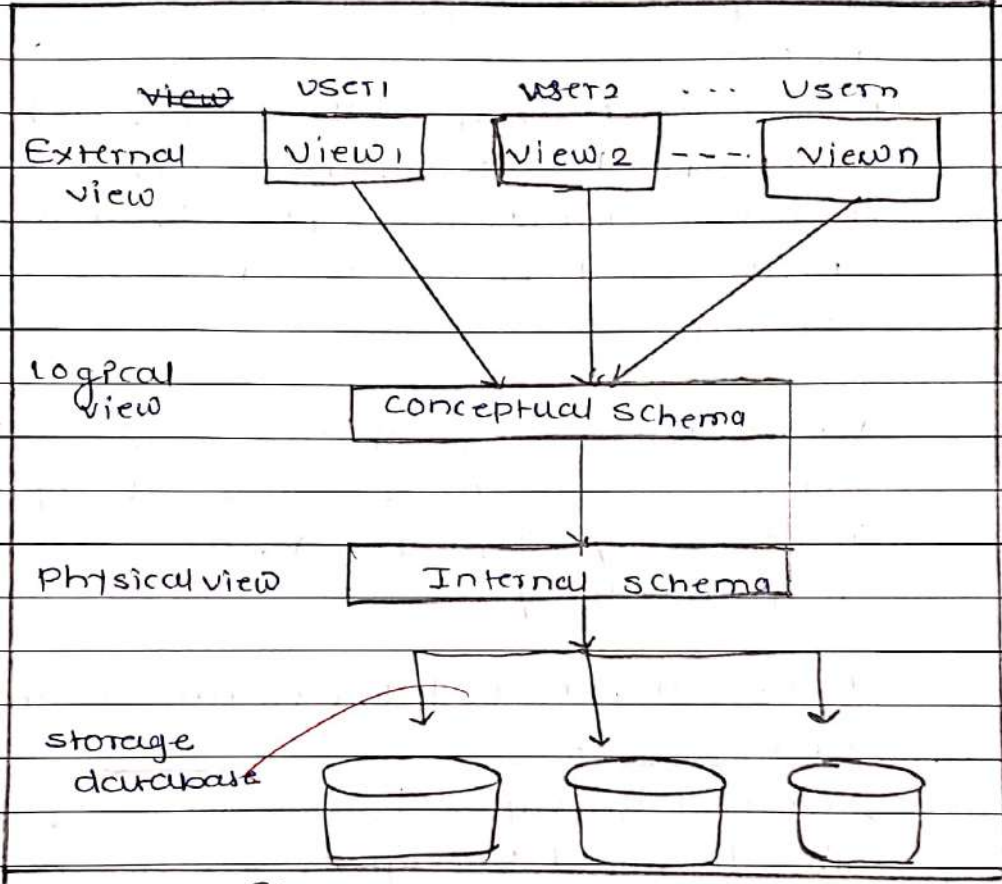 view user1 user2 ... Usern
External view1 view2 ----. viewn
view
Logical
view
conceptual schema
Physical view Internal schema
storage
database